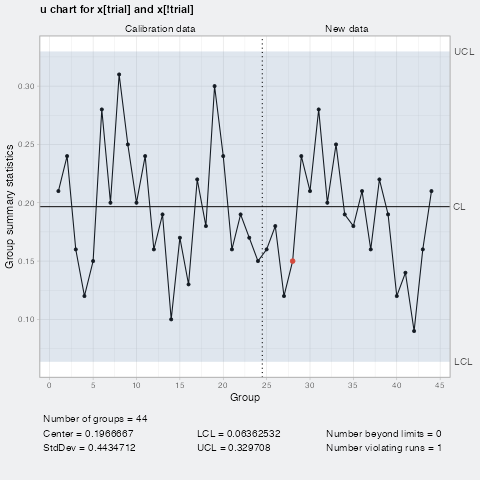 u chart for x[trial] and x[!trial]
Calibration data New data
UCL
0.30
0.25
0.20
CL
0.15
0.10
LCL
Group summary statistics
0 5 10 15 20 25 30 35 40 45
Group
Number of groups = 44
Center = 0.1966667 LCL = 0.06362532 Number beyond limits = 0
StdDev = 0.4434712 UCL = 0.329708 Number violating runs = 1